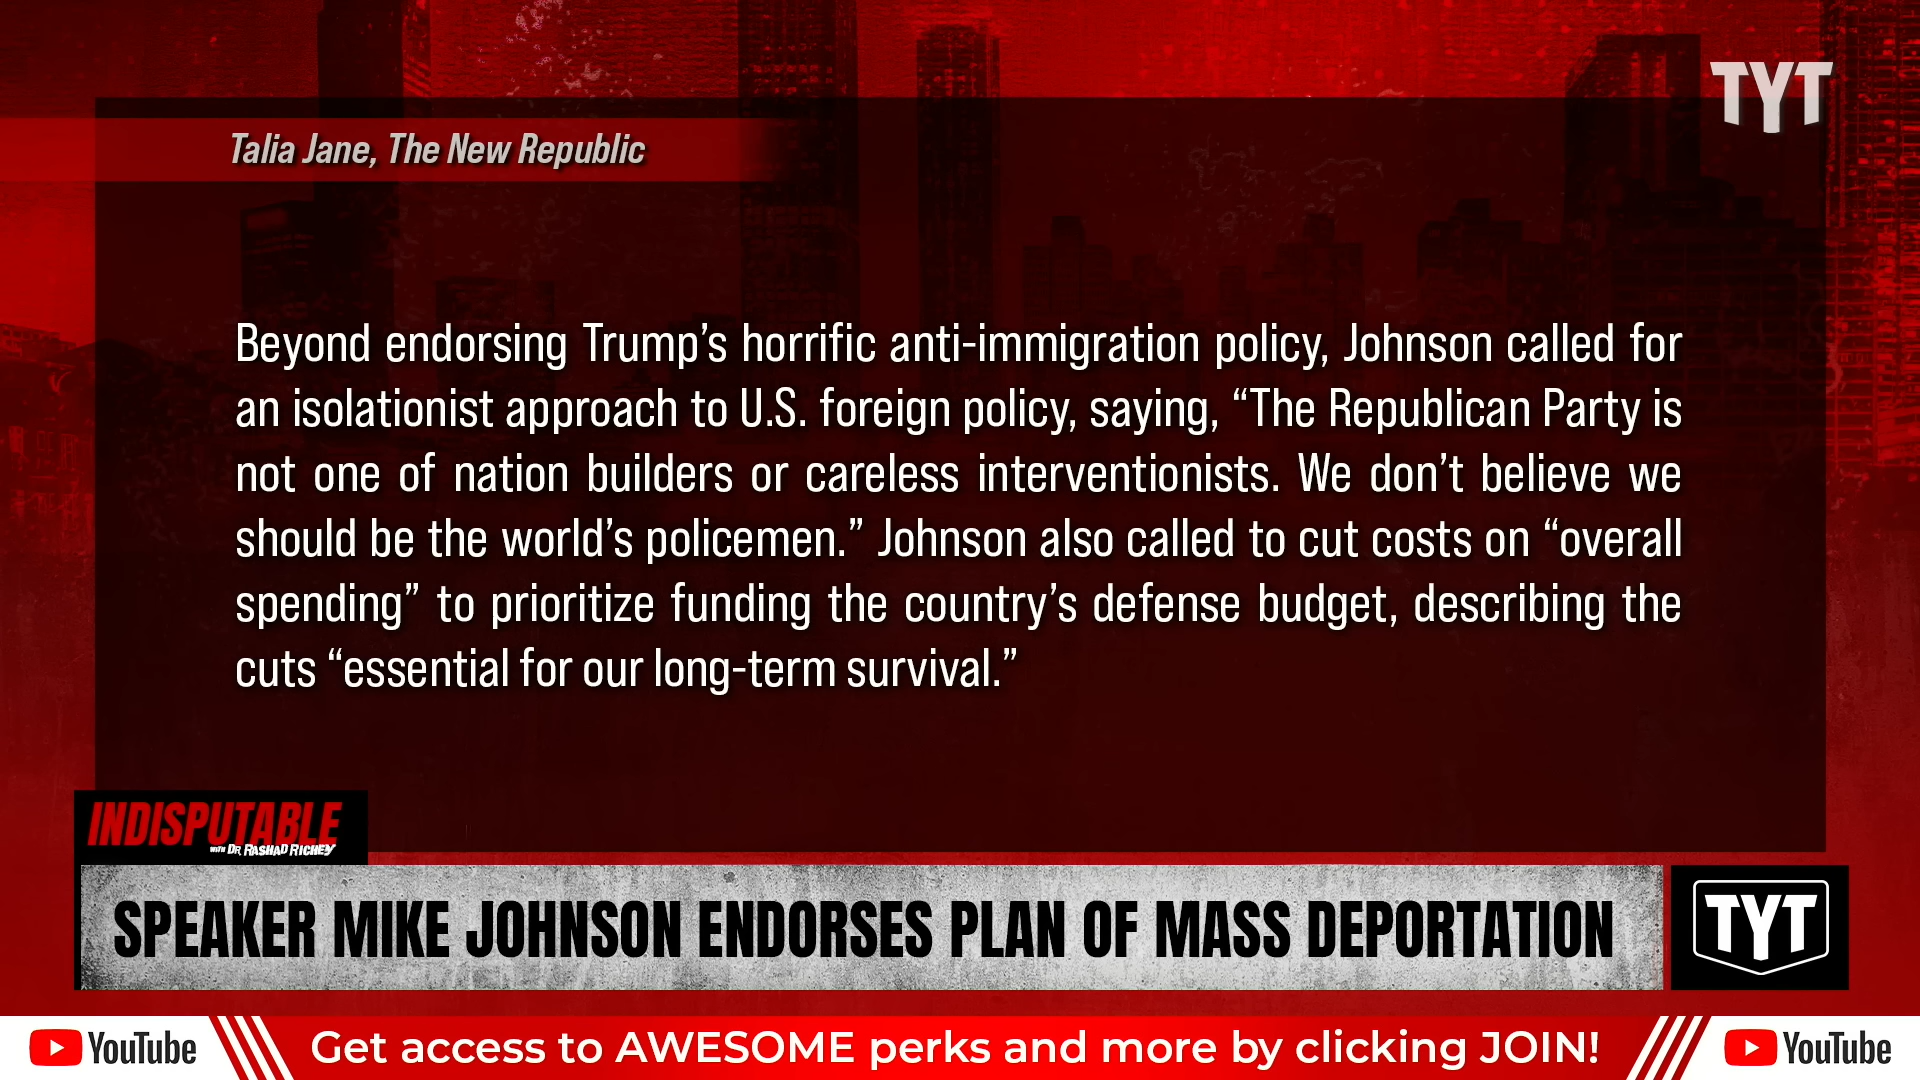 TYT
Talia Jane, The New Republic
Beyond endorsing Trump’s horrific anti-immigration policy, Johnson called for
an isolationist approach to U.S. foreign policy, saying, “The Republican Party is
not one of nation builders or careless interventionists. We don’t believe we
should be the world’s policemen.” Johnson also called to cut costs on “overall
spending” to prioritize funding the country’s defense budget, describing the
cuts “essential for our long-term survival.”
INDISPUTABLE
WITH DR RASHAD RICHEY
SPEAKER MIKE JOHNSON ENDORSES PLAN OF MASS DEPORTATION
TYT
YouTube
Get access to AWESOME perks and more by clicking JOIN!
YouTube